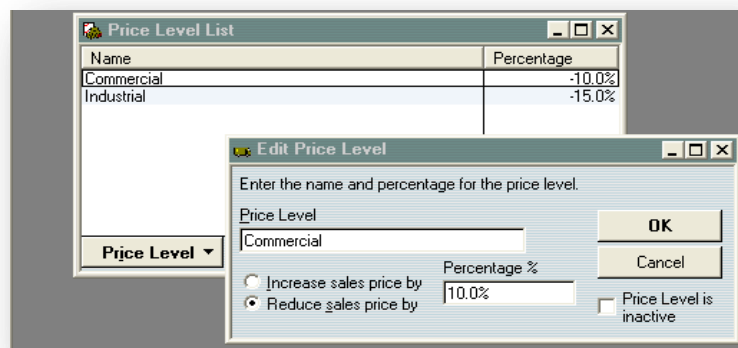 Price Level List
Name Percentage
Commercial -10.0%
Industrial -15.0%
Price Level
Edit Price Level
Enter the name and percentage for the price level.
Price Level
Commercial
Increase sales price by
Reduce sales price by
Percentage %
10.0%
OK
Cancel
Price Level is
inactive